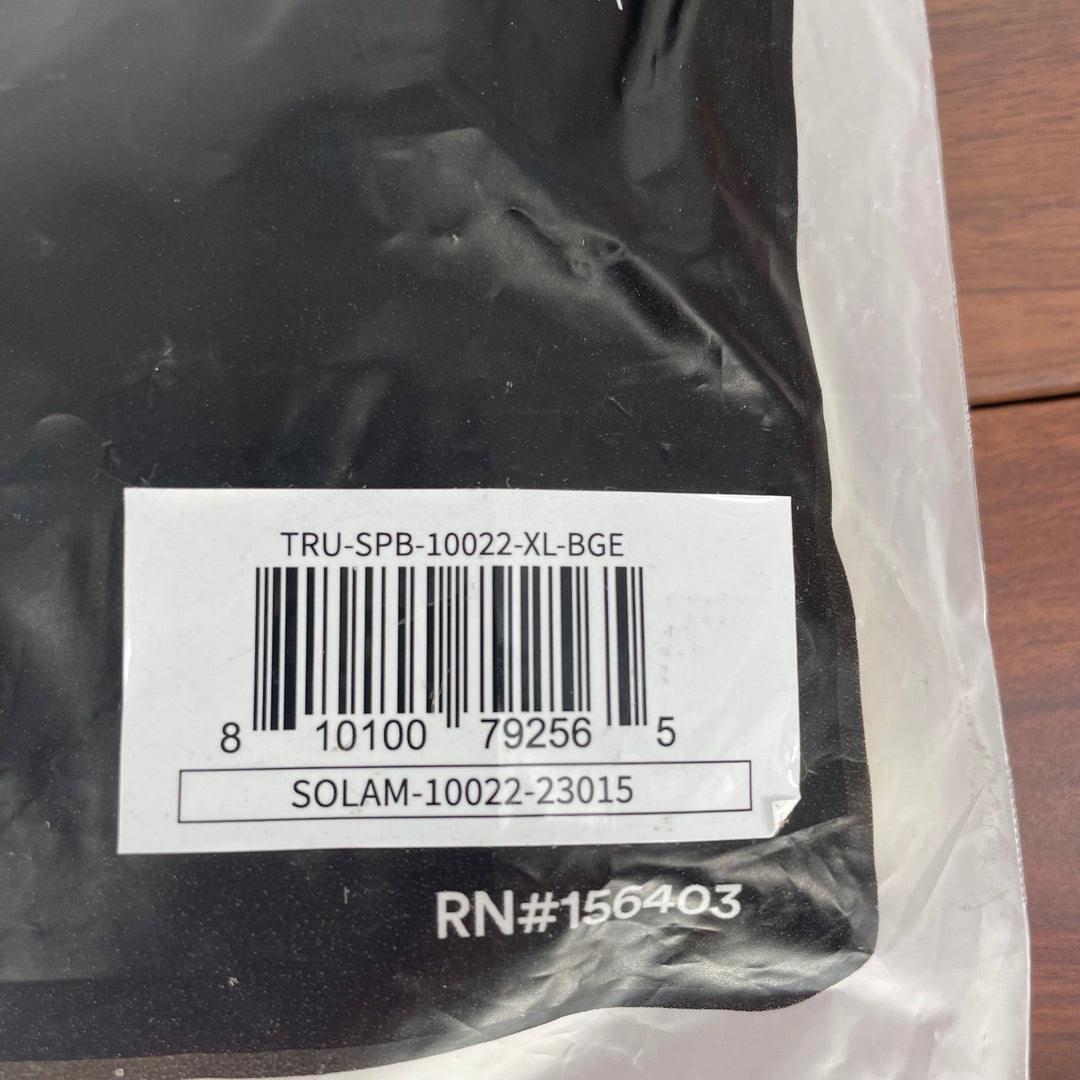 TRU-SPB-10022-XL-BGE
8 10100 79256 5
SOLAM-10022-23015
RN#156403